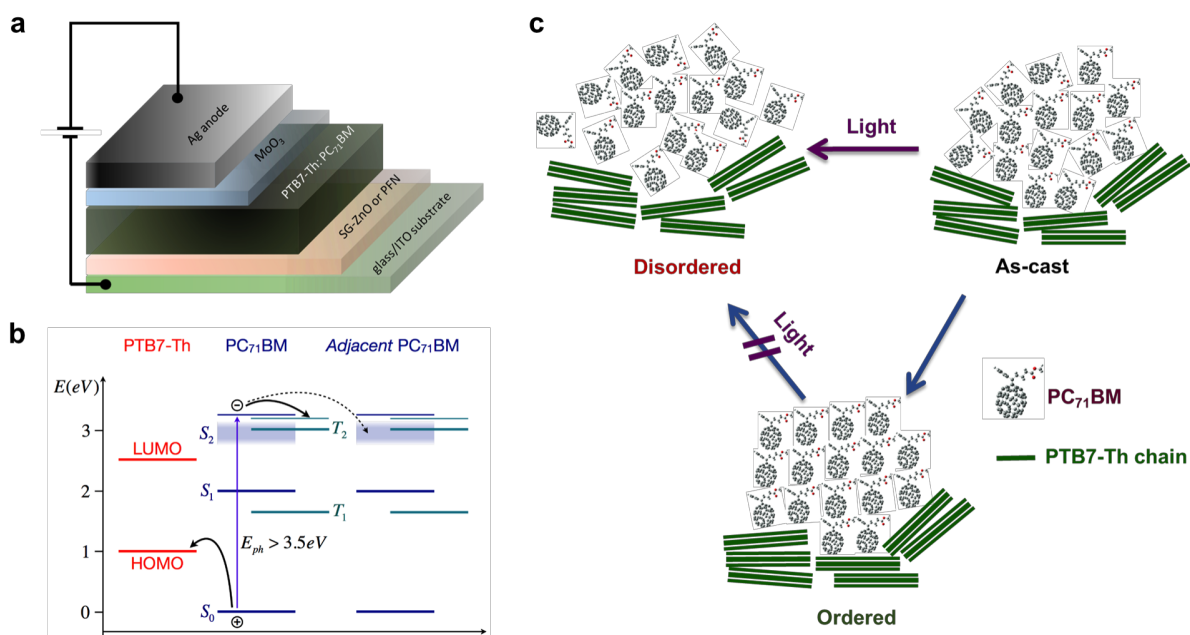 a
Ag anode
MoO₃
PTB7-Th: PC₇₁BM
SG-ZnO or PFN
glass/ITO substrate
b
PTB7-Th
PC₇₁BM
Adjacent PC₇₁BM
E(eV)
3
2
1
0
LUMO
HOMO
S₂
S₁
S₀
T₂
T₁
E_ph > 3.5eV
−
+
c
Light
Disordered
As-cast
Light
PC₇₁BM
PTB7-Th chain
Ordered